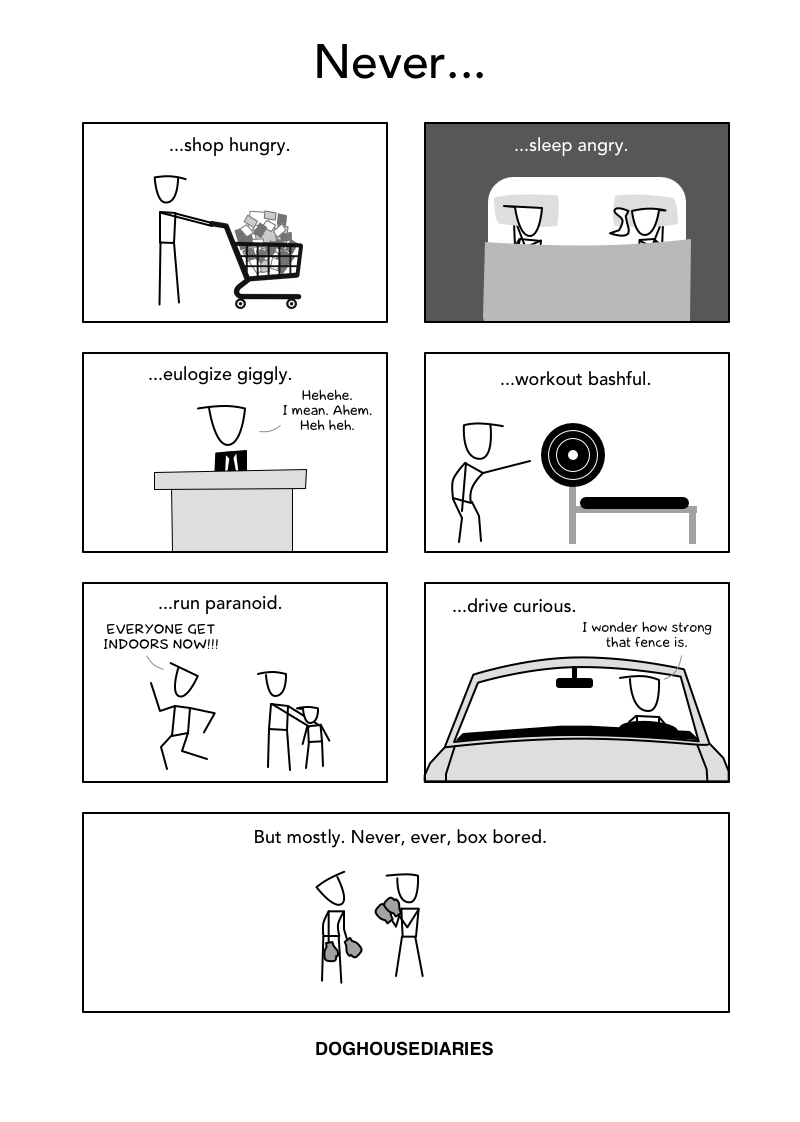 Never...
...shop hungry.
...sleep angry.
...eulogize giggly.
Hehehe.
I mean. Ahem.
Heh heh.
...workout bashful.
...run paranoid.
EVERYONE GET
INDOORS NOW!!!
...drive curious.
I wonder how strong
that fence is.
But mostly. Never, ever, box bored.
DOGHOUSEDIARIES